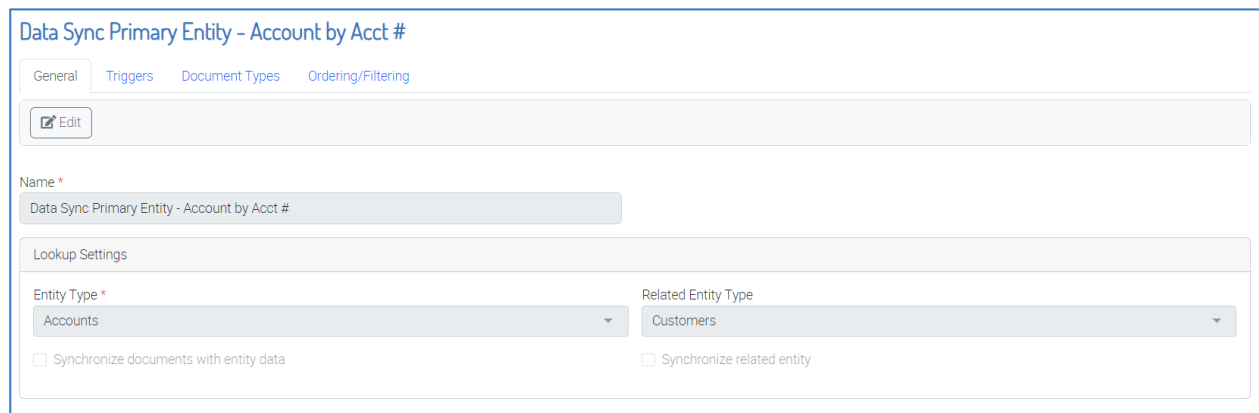 Data Sync Primary Entity - Account by Acct #
General Triggers Document Types Ordering/Filtering
Edit
Name *
Data Sync Primary Entity - Account by Acct #
Lookup Settings
Entity Type * Related Entity Type
Accounts Customers
Synchronize documents with entity data Synchronize related entity